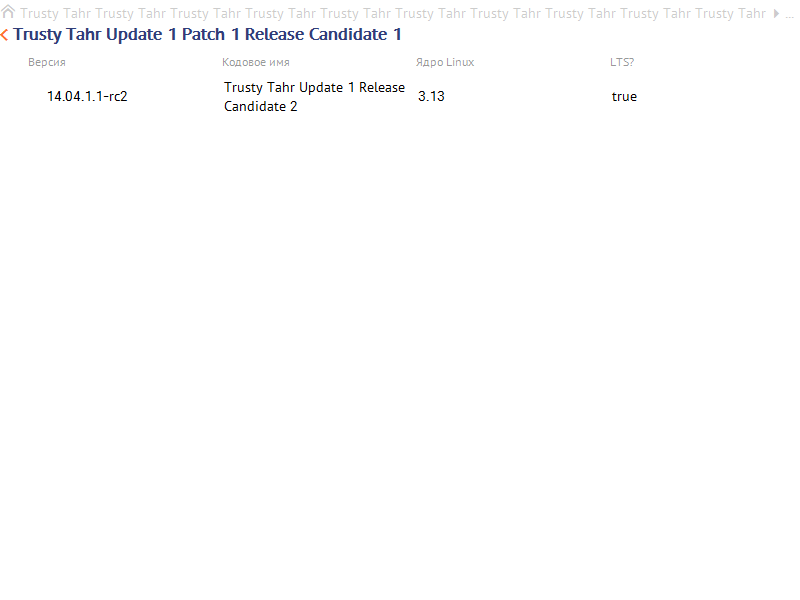 Trusty Tahr Trusty Tahr Trusty Tahr Trusty Tahr Trusty Tahr Trusty Tahr Trusty Tahr Trusty Tahr Trusty Tahr Trusty Tahr ...
Trusty Tahr Update 1 Patch 1 Release Candidate 1
Версия Кодовое имя Ядро Linux LTS?
14.04.1.1-rc2 Trusty Tahr Update 1 Release 3.13 true
Candidate 2